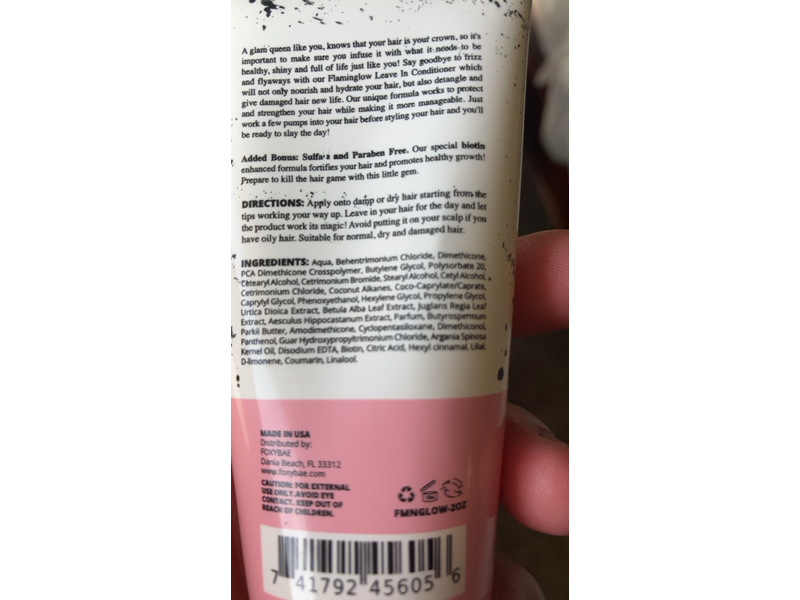 A glam queen like you, knows that your hair is your crown, so it's
important to make sure you infuse it with what it needs to be
healthy, shiny and full of life just like you! Say goodbye to frizz
and flyaways with our Flaminglow Leave In Conditioner which
will not only nourish and hydrate your hair, but also detangle and
give damaged hair new life. Our unique formula works to protect
and strengthen your hair while making it more manageable. Just
work a few pumps into your hair before styling your hair and you'll
be ready to slay the day!
Added Bonus: and Paraben Free. Our special biotin
enhanced formula fortifies your hair and promotes healthy growth!
Prepare to kill the hair game with this little gem.
DIRECTIONS: Apply onto damp or dry hair starting from the
tips working your way up. Leave in your hair for the day and let
the product work its magic! Avoid putting it on your scalp if you
have oily hair. Suitable for normal, dry and damaged hair.
INGREDIENTS: Aqua, Behentrimonium Chloride, Dimethicone,
PCA Dimethicone Crosspolymer, Butylene Glycol, Polysorbate 20,
Cetearyl Alcohol, Cetrimonium Bromide, Stearyl Alcohol, Cetyl Alcohol,
Cetrimonium Chloride, Coconut Alkanes, Coco-Caprylate/Caprate,
Caprylyl Glycol, Phenoxyethanol, Hexylene Glycol, Propylene Glycol,
Urtica Dioica Extract, Betula Alba Leaf Extract, Juglans Regia Leaf
Extract, Aesculus Hippocastanum Extract, Parfum, Butyrospermum
Parkii Butter, Amodimethicone, Cyclopentasiloxane, Dimethiconol,
Panthenol, Guar Hydroxypropyltrimonium Chloride, Argania Spinosa
Kernel Oil, Disodium EDTA, Biotin, Citric Acid, Hexyl cinnamal, Lilial,
D-limonene, Coumarin, Linalool.
MADE IN USA
Distributed by:
FOXYBAE
Dania Beach, FL 33312
www.foxybae.com
CAUTION: FOR EXTERNAL
USE ONLY.AVOID EYE
CONTACT. KEEP OUT OF
REACH OF CHILDREN.
FMNGLOW-2OZ
7 41792 45605 6